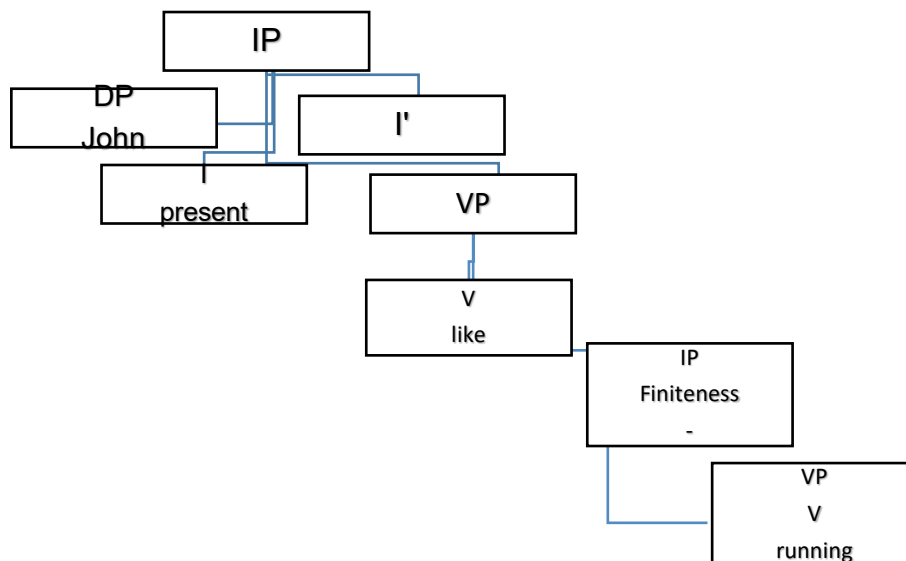 IP
DP
John
I'
I
present
VP
V
like
IP
Finiteness
-
VP
V
running